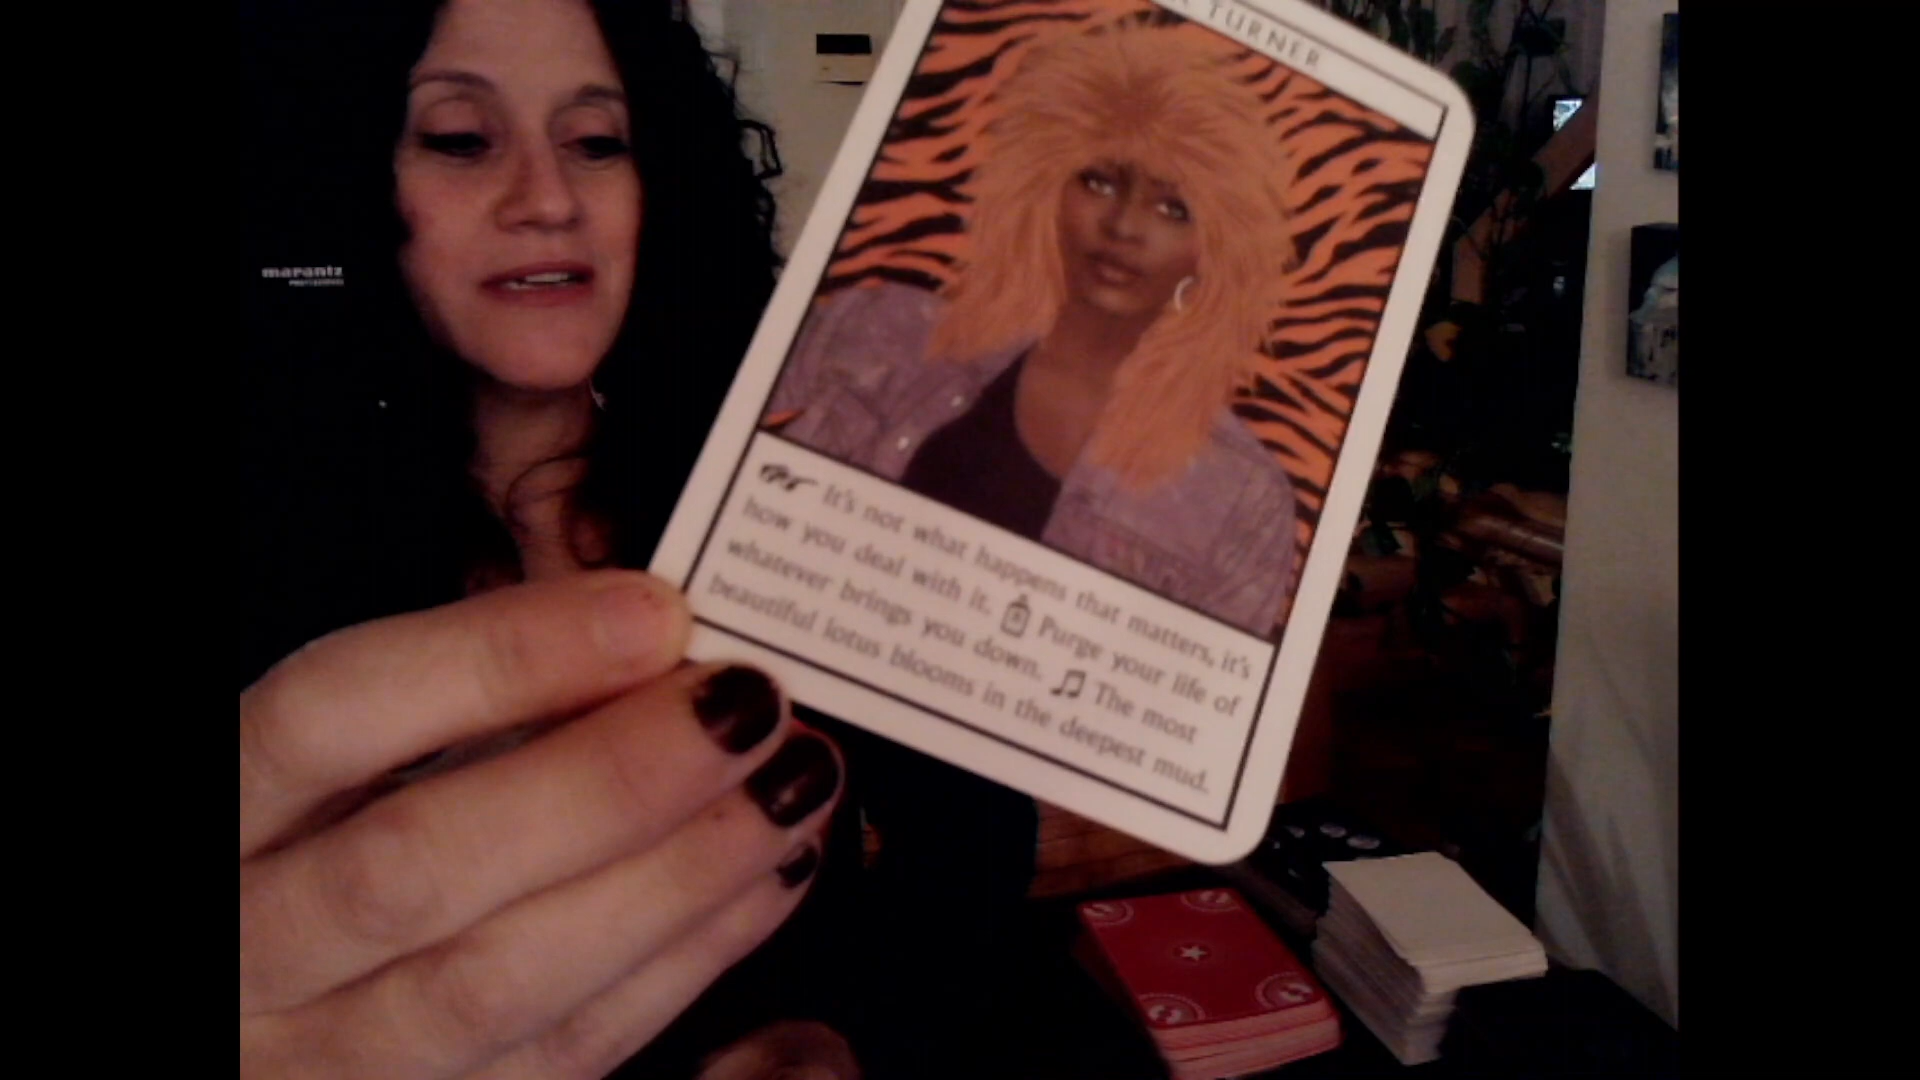 TURNER
marantz
PROFESSIONAL
It's not what happens that matters, it's
how you deal with it. Purge your life of
whatever brings you down. The most
beautiful lotus blooms in the deepest mud.